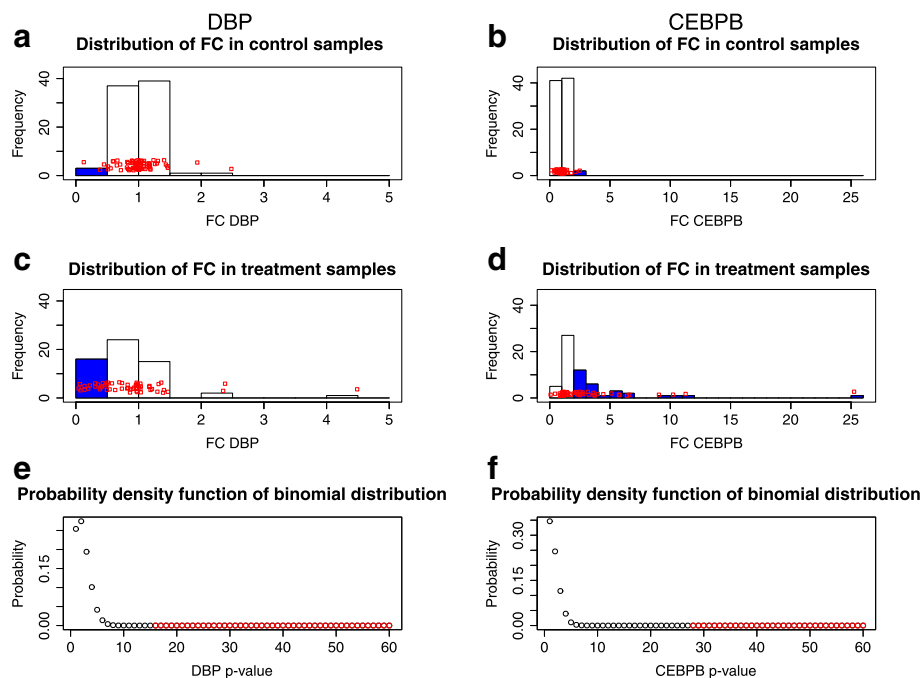 DBP
CEBPB
a
Distribution of FC in control samples
Frequency
0 20 40
0 1 2 3 4 5
FC DBP
b
Distribution of FC in control samples
Frequency
0 20 40
0 5 10 15 20 25
FC CEBPB
c
Distribution of FC in treatment samples
Frequency
0 20 40
0 1 2 3 4 5
FC DBP
d
Distribution of FC in treatment samples
Frequency
0 20 40
0 5 10 15 20 25
FC CEBPB
e
Probability density function of binomial distribution
Probability
0.00 0.15
0 10 20 30 40 50 60
DBP p-value
f
Probability density function of binomial distribution
Probability
0.00 0.15 0.30
0 10 20 30 40 50 60
CEBPB p-value